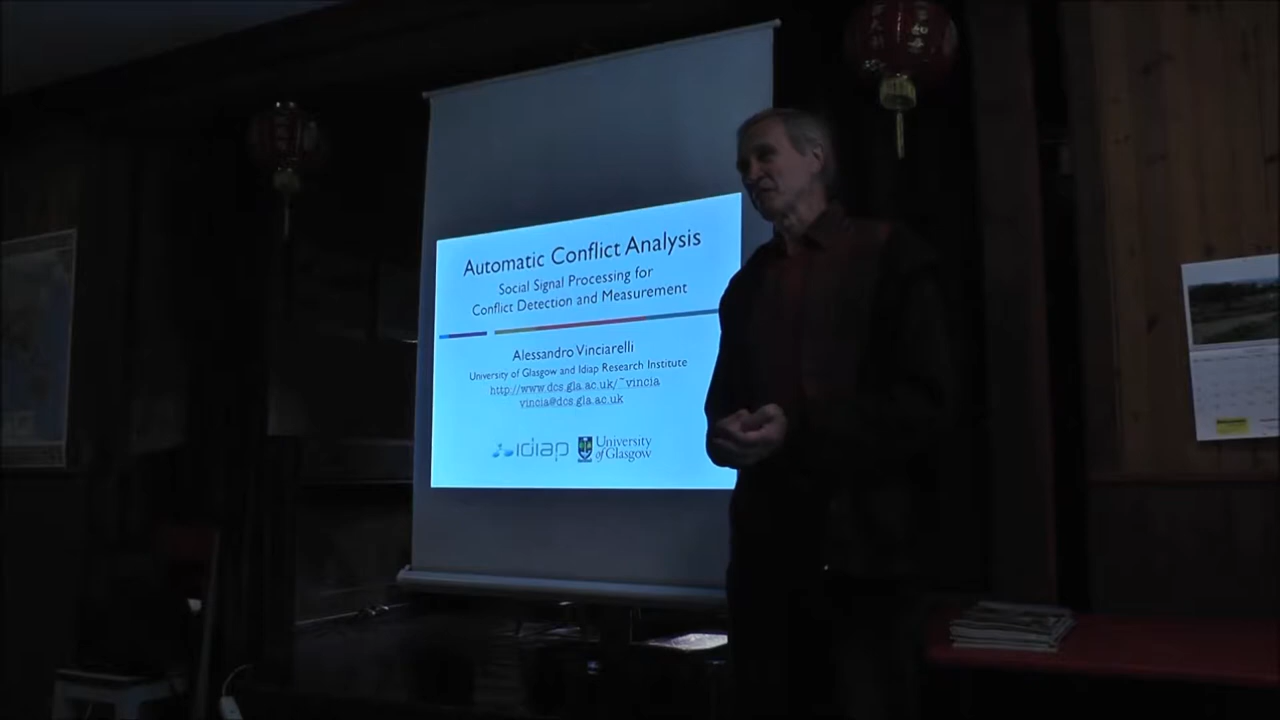 Automatic Conflict Analysis
Social Signal Processing for
Conflict Detection and Measurement
Alessandro Vinciarelli
University of Glasgow and Idiap Research Institute
http://www.dcs.gla.ac.uk/~vincia
vincia@dcs.gla.ac.uk
idiap
University
of Glasgow